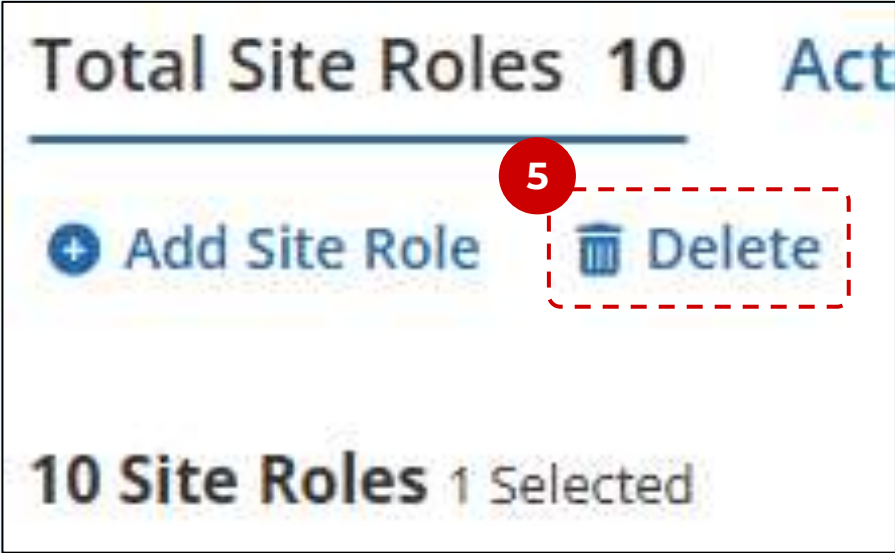 Total Site Roles 10 Act
5
Add Site Role Delete
10 Site Roles 1 Selected